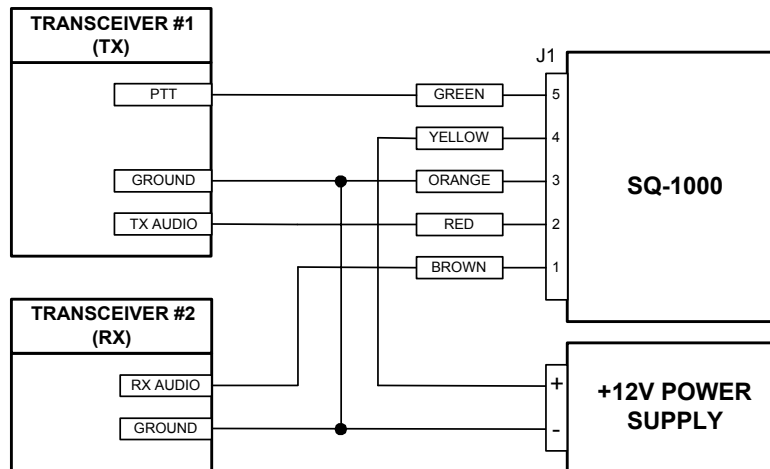 TRANSCEIVER #1
(TX)
PTT
GROUND
TX AUDIO
TRANSCEIVER #2
(RX)
RX AUDIO
GROUND
GREEN
YELLOW
ORANGE
RED
BROWN
J1
5
4
3
2
1
SQ-1000
+
-
+12V POWER
SUPPLY